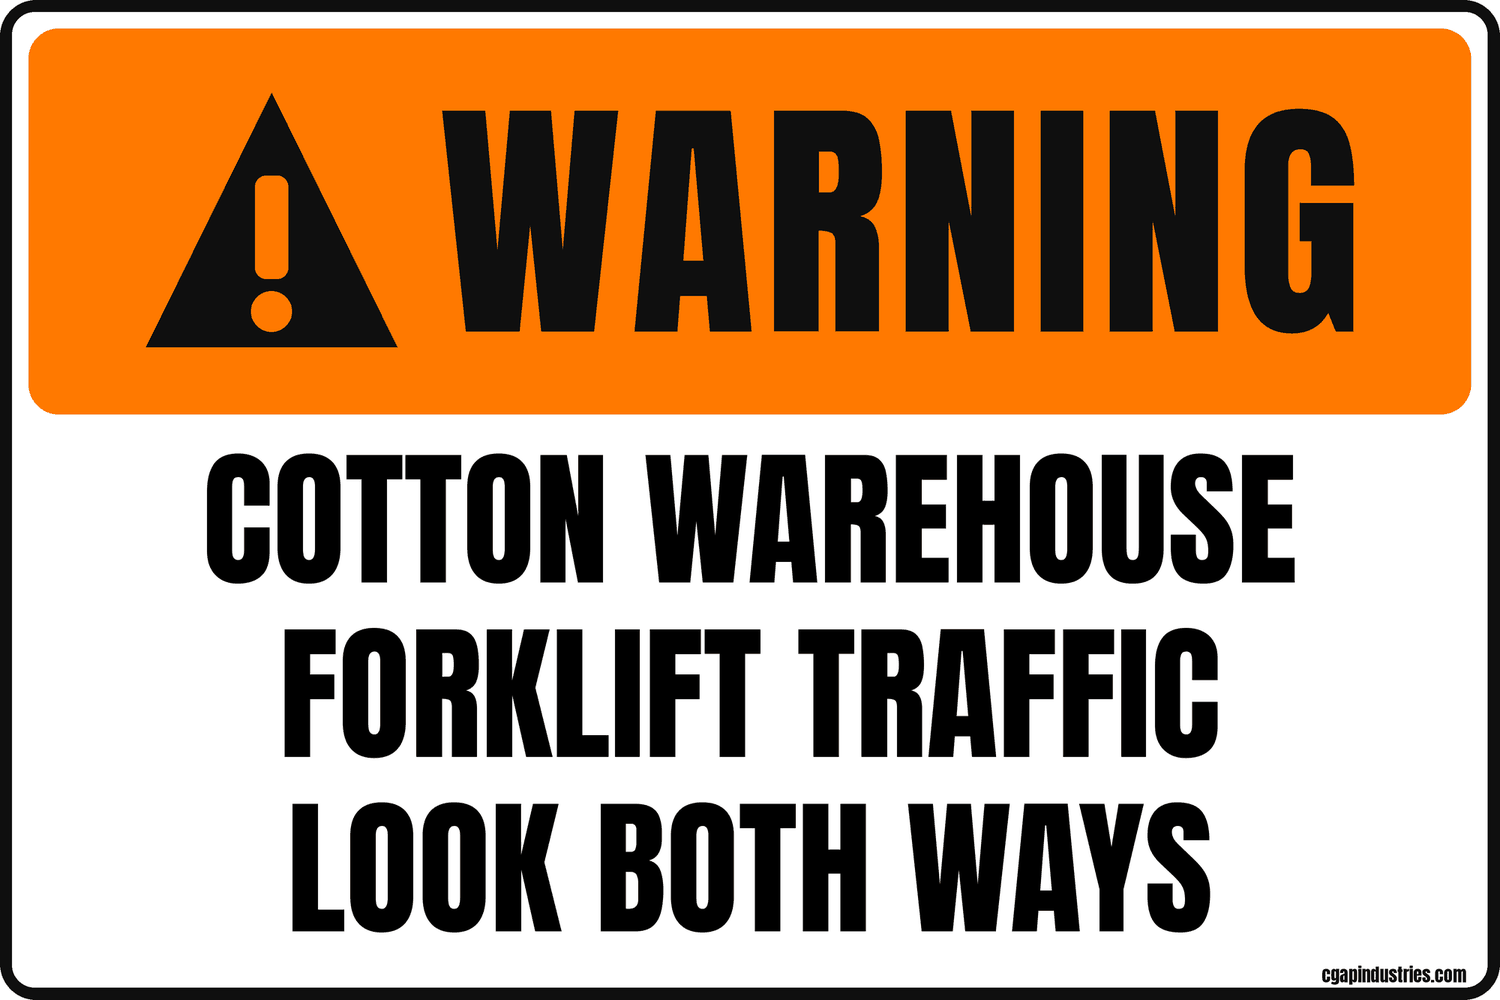 WARNING
COTTON WAREHOUSE
FORKLIFT TRAFFIC
LOOK BOTH WAYS
cgapindustries.com